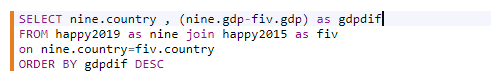 SELECT nine.country , (nine.gdp-fiv.gdp) as gdpdif
FROM happy2019 as nine join happy2015 as fiv
on nine.country=fiv.country
ORDER BY gdpdif DESC